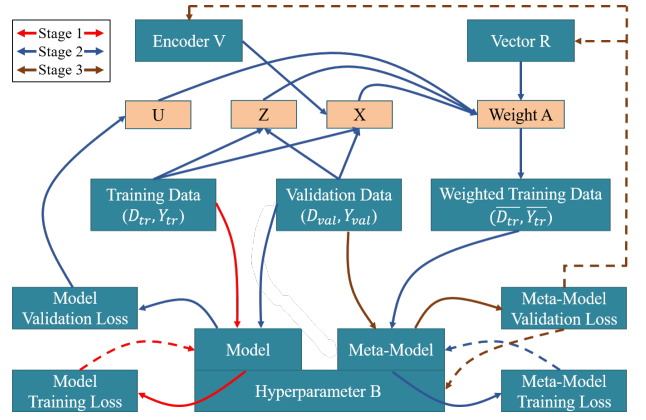 Stage 1
Stage 2
Stage 3
Encoder V
Vector R
U
Z
X
Weight A
Training Data
(D_tr, Y_tr)
Validation Data
(D_val, Y_val)
Weighted Training Data
(D̅_tr, Y̅_tr)
Model
Validation Loss
Meta-Model
Validation Loss
Model
Meta-Model
Model
Training Loss
Hyperparameter B
Meta-Model
Training Loss